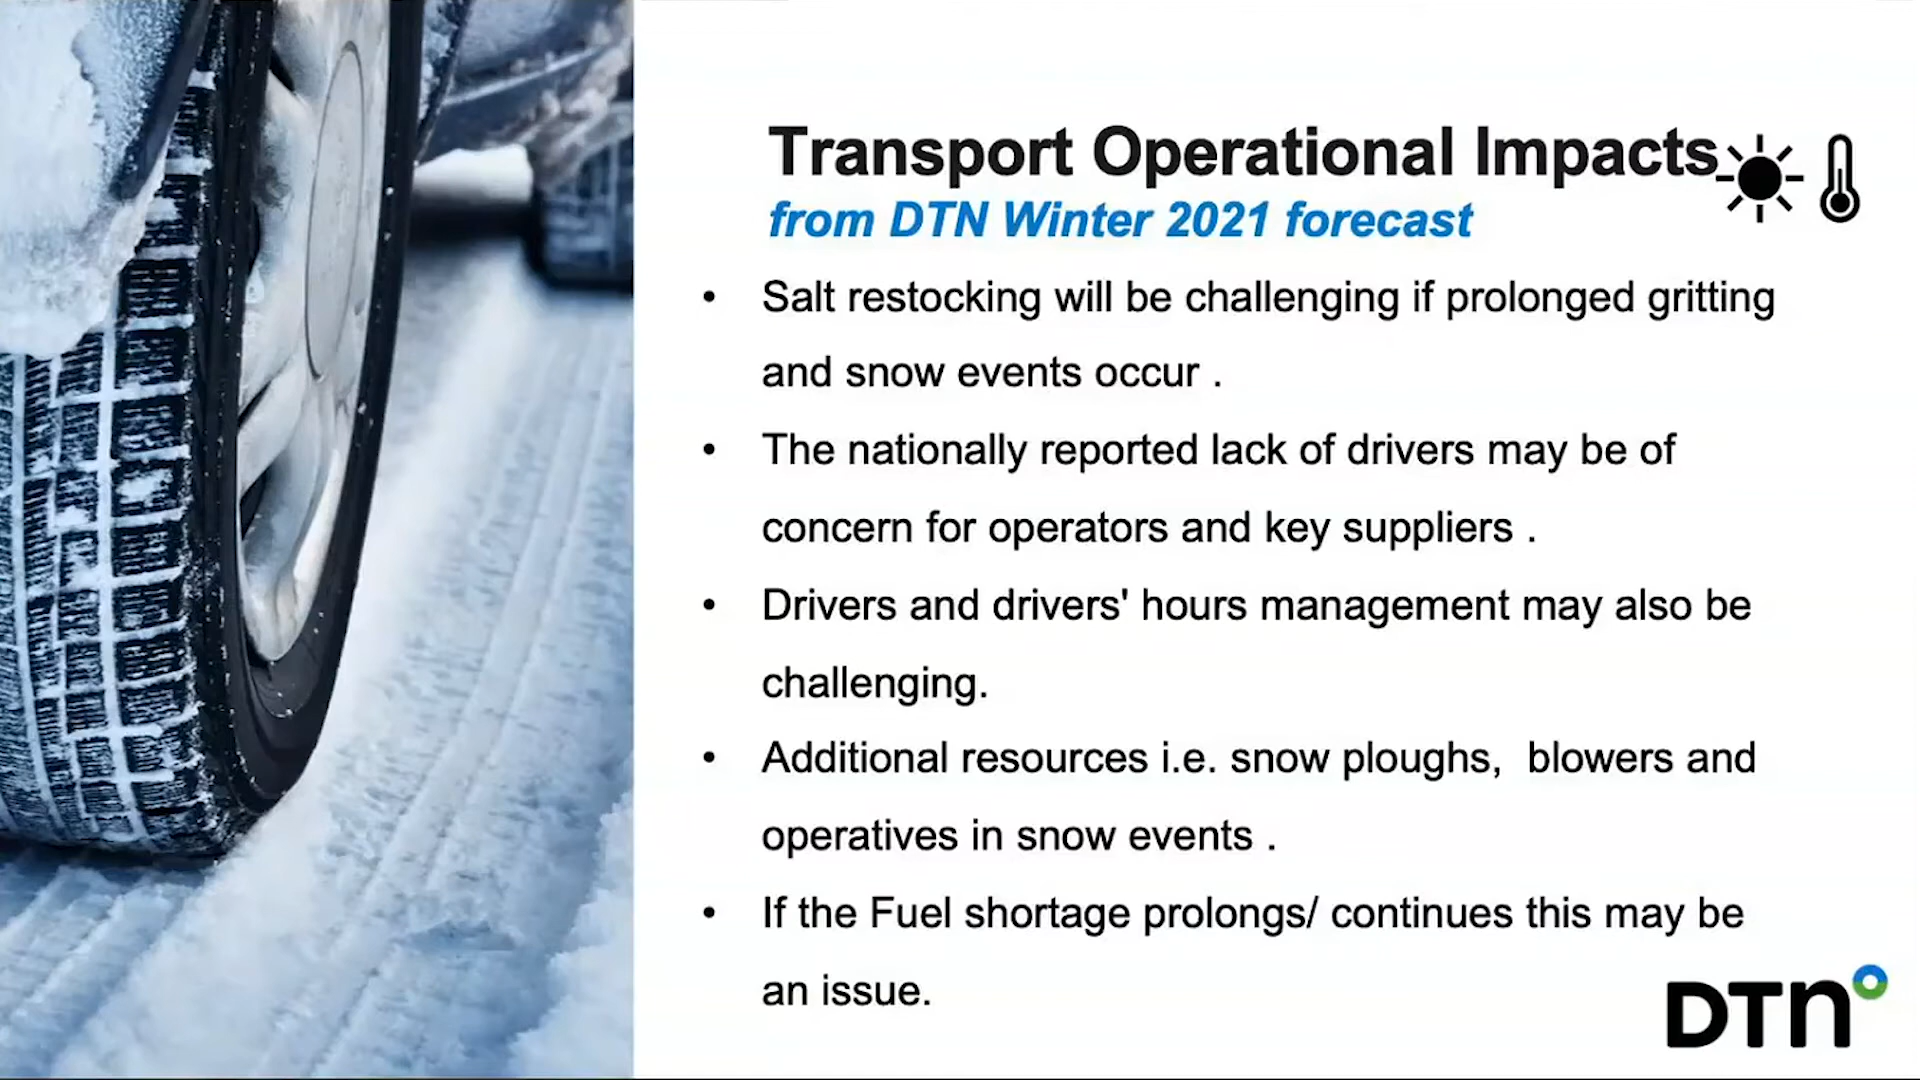 Transport Operational Impacts
from DTN Winter 2021 forecast
• Salt restocking will be challenging if prolonged gritting
and snow events occur .
• The nationally reported lack of drivers may be of
concern for operators and key suppliers .
• Drivers and drivers' hours management may also be
challenging.
• Additional resources i.e. snow ploughs,  blowers and
operatives in snow events .
• If the Fuel shortage prolongs/ continues this may be
an issue.
DTn